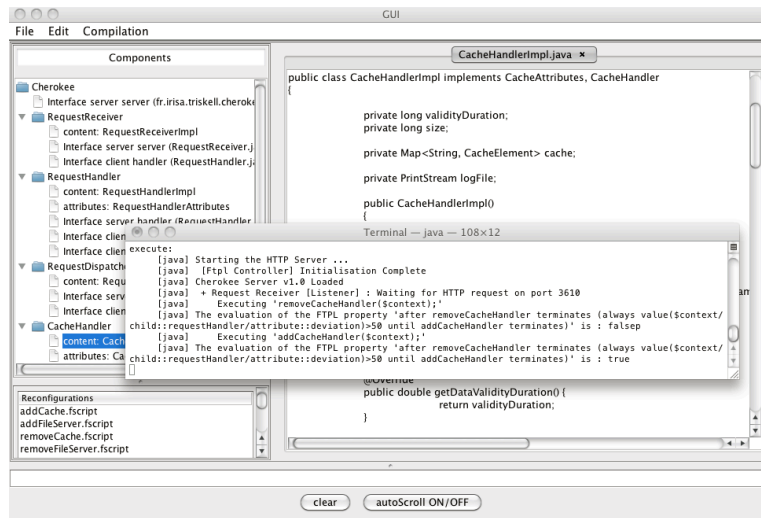 GUI
File Edit Compilation
Components
Cherokee
Interface server server (fr.irisa.triskell.cheroke
RequestReceiver
content: RequestReceiverImpl
Interface server server (RequestReceiver.j
Interface client handler (RequestHandler.ja
RequestHandler
content: RequestHandlerImpl
attributes: RequestHandlerAttributes
Interface server handler (RequestHandler
Interface clien
Interface clien
RequestDispatche
content: Requ
Interface serv
Interface clien
CacheHandler
content: Cach
attributes: Ca
Reconfigurations
addCache.fscript
addFileServer.fscript
removeCache.fscript
removeFileServer.fscript
CacheHandlerImpl.java ×
public class CacheHandlerImpl implements CacheAttributes, CacheHandler
{
private long validityDuration;
private long size;
private Map<String, CacheElement> cache;
private PrintStream logFile;
public CacheHandlerImpl()
{
am
@Override
public double getDataValidityDuration() {
return validityDuration;
}
Terminal — java — 108×12
execute:
[java] Starting the HTTP Server ...
[java] [Ftpl Controller] Initialisation Complete
[java] Cherokee Server v1.0 Loaded
[java] + Request Receiver [Listener] : Waiting for HTTP request on port 3610
[java] Executing 'removeCacheHandler($context);'
[java] The evaluation of the FTPL property 'after removeCacheHandler terminates (always value($context/
child::requestHandler/attribute::deviation)>50 until addCacheHandler terminates)' is : falsep
[java] Executing 'addCacheHandler($context);'
[java] The evaluation of the FTPL property 'after removeCacheHandler terminates (always value($context/
child::requestHandler/attribute::deviation)>50 until addCacheHandler terminates)' is : true
clear autoScroll ON/OFF